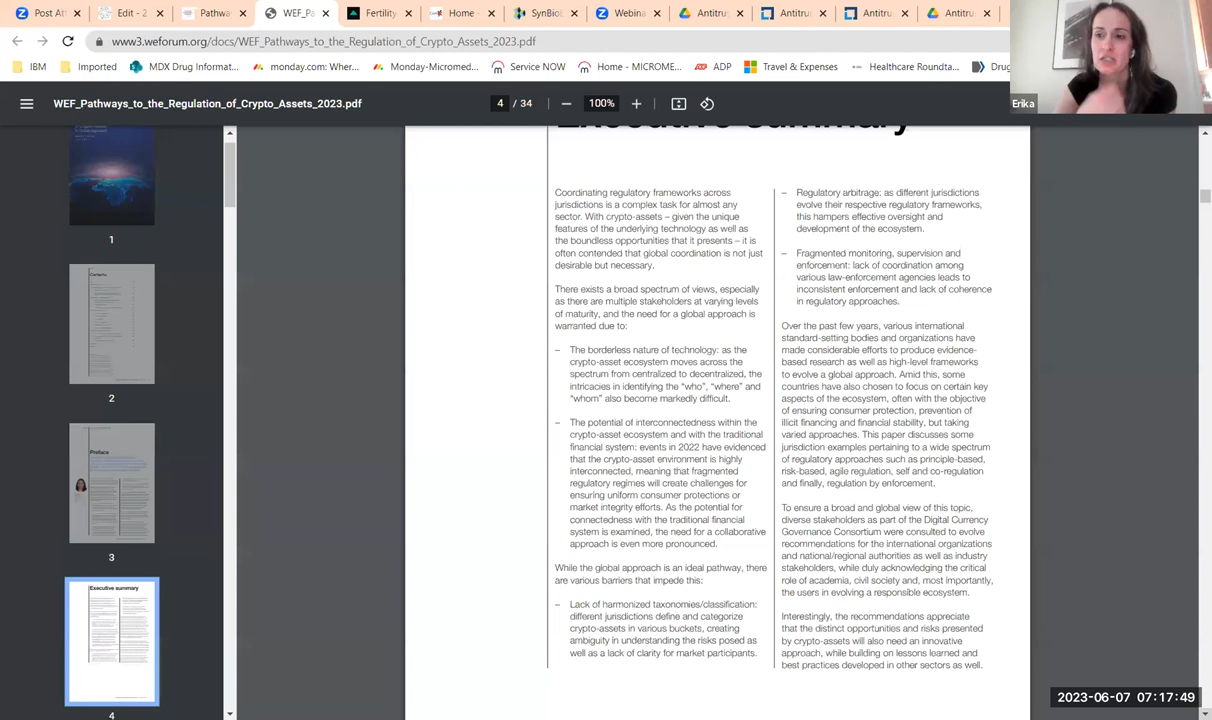 Post Att
Edit - 2
Pathway
WEF_Pa
Fertility
Home -
SynBioB
Webina
Antitrus
Antitrus
Antitrus
Antitrus
www3.weforum.org/docs/WEF_Pathways_to_the_Regulation_of_Crypto_Assets_2023.pdf
IBM
Imported
MDX Drug Informat...
monday.com: Wher...
Monday-Micromed...
Service NOW
Home - MICROME...
ADP
Travel & Expenses
Healthcare Roundta...
Drug
Erika
WEF_Pathways_to_the_Regulation_of_Crypto_Assets_2023.pdf
4 / 34
100%
1
Contents
2
Preface
3
Executive summary
4
Executive summary
Coordinating regulatory frameworks across
jurisdictions is a complex task for almost any
sector. With crypto-assets – given the unique
features of the underlying technology as well as
the boundless opportunities that it presents – it is
often contended that global coordination is not just
desirable but necessary.
There exists a broad spectrum of views, especially
as there are multiple stakeholders at varying levels
of maturity, and the need for a global approach is
warranted due to:
– The borderless nature of technology: as the
crypto-asset ecosystem moves across the
spectrum from centralized to decentralized, the
intricacies in identifying the “who”, “where” and
“whom” also become markedly difficult.
– The potential of interconnectedness within the
crypto-asset ecosystem and with the traditional
financial system: events in 2022 have evidenced
that the crypto-asset environment is highly
interconnected, meaning that fragmented
regulatory regimes will create challenges for
ensuring uniform consumer protections or
market integrity efforts. As the potential for
connectedness with the traditional financial
system is examined, the need for a collaborative
approach is even more pronounced.
While the global approach is an ideal pathway, there
are various barriers that impede this:
– Lack of harmonized taxonomies/classification:
different jurisdictions define and categorize
crypto-assets in various buckets, creating
ambiguity in understanding the risks posed as
well as a lack of clarity for market participants.
– Regulatory arbitrage: as different jurisdictions
evolve their respective regulatory frameworks,
this hampers effective oversight and
development of the ecosystem.
– Fragmented monitoring, supervision and
enforcement: lack of coordination among
various law-enforcement agencies leads to
inconsistent enforcement and lack of coherence
in regulatory approaches.
Over the past few years, various international
standard-setting bodies and organizations have
made considerable efforts to produce evidence-
based research as well as high-level frameworks
to evolve a global approach. Amid this, some
countries have also chosen to focus on certain key
aspects of the ecosystem, often with the objective
of ensuring consumer protection, prevention of
illicit financing and financial stability, but taking
varied approaches. This paper discusses some
jurisdiction examples pertaining to a wide spectrum
of regulatory approaches such as principle-based,
risk-based, agile regulation, self and co-regulation
and finally, regulation by enforcement.
To ensure a broad and global view of this topic,
diverse stakeholders as part of the Digital Currency
Governance Consortium were consulted to evolve
recommendations for the international organizations
and national/regional authorities as well as industry
stakeholders, while duly acknowledging the critical
role of academia, civil society and, most importantly,
the users in evolving a responsible ecosystem.
Interestingly, the recommendations appreciate
that the distinct opportunities and risks presented
by crypto-assets will also need an innovative
approach, while building on lessons learned and
best practices developed in other sectors as well.
2023-06-07 07:17:49